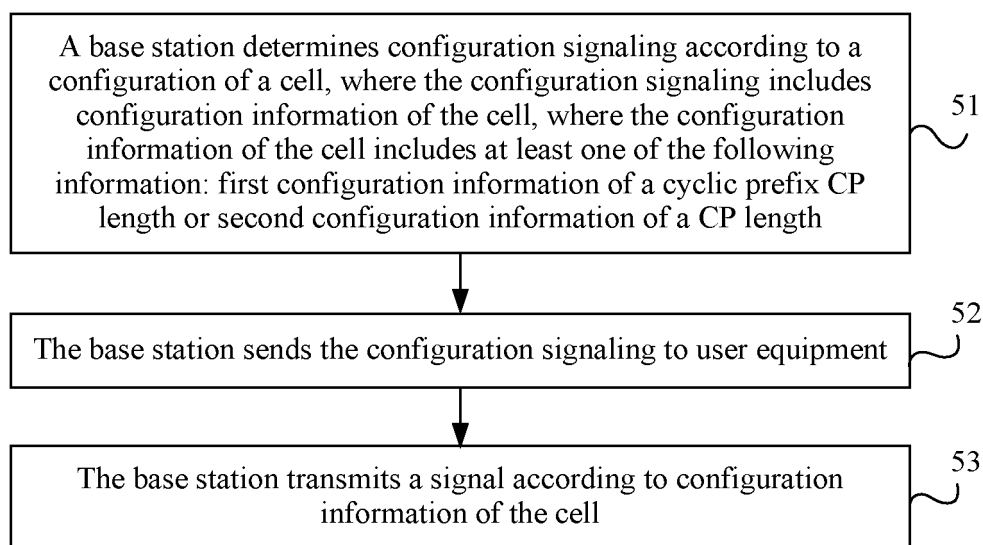 A base station determines configuration signaling according to a
configuration of a cell, where the configuration signaling includes
configuration information of the cell, where the configuration
information of the cell includes at least one of the following
information: first configuration information of a cyclic prefix CP
length or second configuration information of a CP length
51
The base station sends the configuration signaling to user equipment
52
The base station transmits a signal according to configuration
information of the cell
53